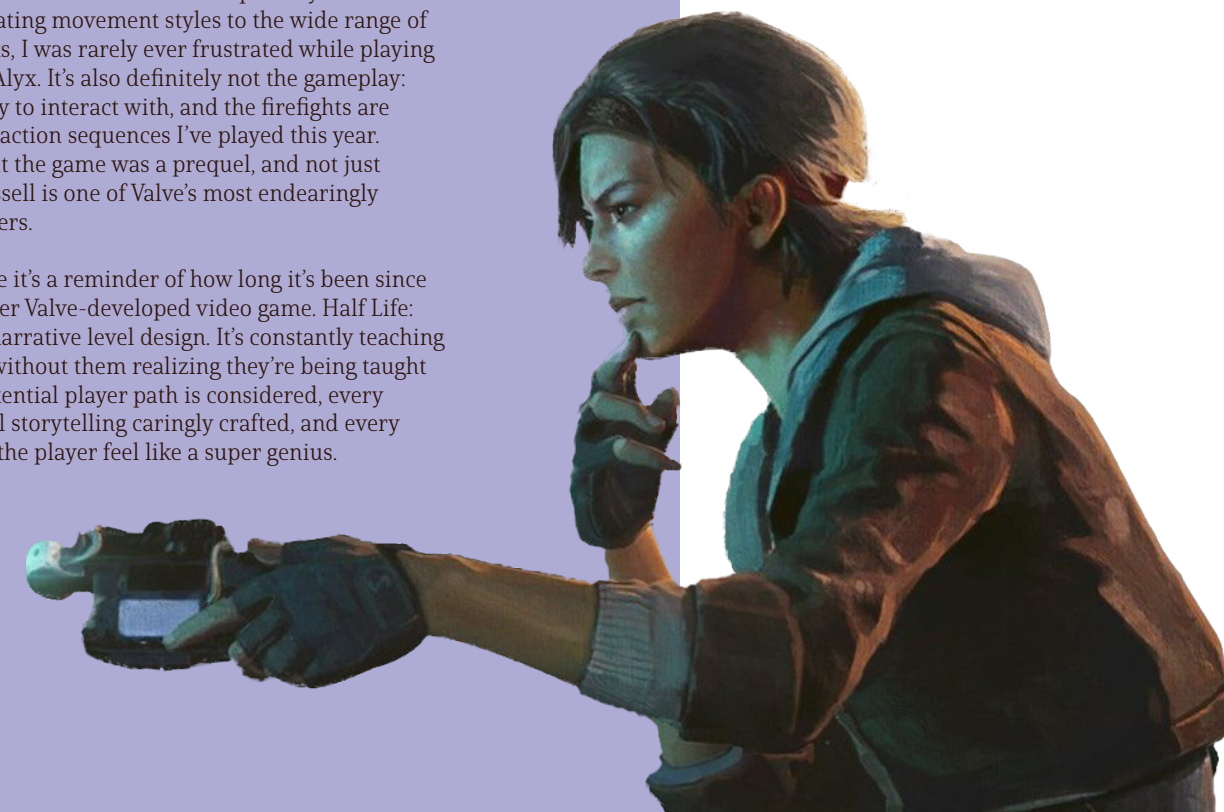 ating movement styles to the wide range of
s, I was rarely ever frustrated while playing
Alyx. It’s also definitely not the gameplay:
y to interact with, and the firefights are
action sequences I’ve played this year.
t the game was a prequel, and not just
ssell is one of Valve’s most endearingly
ers.
e it’s a reminder of how long it’s been since
er Valve-developed video game. Half Life:
arrative level design. It’s constantly teaching
without them realizing they’re being taught
ential player path is considered, every
l storytelling caringly crafted, and every
the player feel like a super genius.